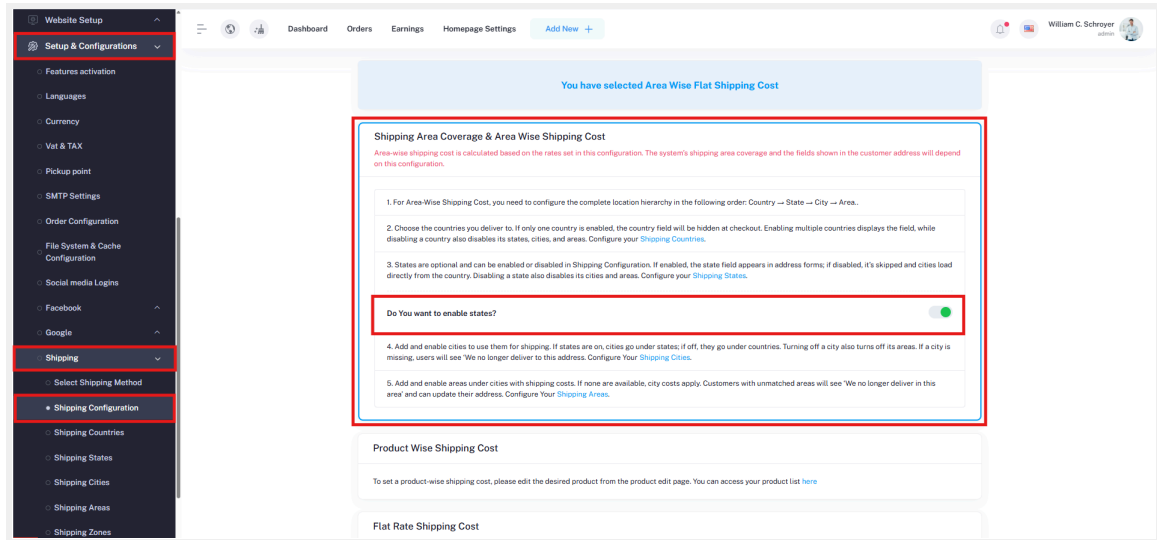 Website Setup
Setup & Configurations
Features activation
Languages
Currency
Vat & TAX
Pickup point
SMTP Settings
Order Configuration
File System & Cache
Configuration
Social media Logins
Facebook
Google
Shipping
Select Shipping Method
Shipping Configuration
Shipping Countries
Shipping States
Shipping Cities
Shipping Areas
Shipping Zones
Dashboard Orders Earnings Homepage Settings Add New +
William C. Schroyer
admin
You have selected Area Wise Flat Shipping Cost
Shipping Area Coverage & Area Wise Shipping Cost
Area-wise shipping cost is calculated based on the rates set in this configuration. The system's shipping area coverage and the fields shown in the customer address will depend
on this configuration.
1. For Area-Wise Shipping Cost, you need to configure the complete location hierarchy in the following order: Country → State → City → Area..
2. Choose the countries you deliver to. If only one country is enabled, the country field will be hidden at checkout. Enabling multiple countries displays the field, while
disabling a country also disables its states, cities, and areas. Configure your Shipping Countries.
3. States are optional and can be enabled or disabled in Shipping Configuration. If enabled, the state field appears in address forms; if disabled, it's skipped and cities load
directly from the country. Disabling a state also disables its cities and areas. Configure your Shipping States.
Do You want to enable states?
4. Add and enable cities to use them for shipping. If states are on, cities go under states; if off, they go under countries. Turning off a city also turns off its areas. If a city is
missing, users will see 'We no longer deliver to this address. Configure Your Shipping Cities.
5. Add and enable areas under cities with shipping costs. If none are available, city costs apply. Customers with unmatched areas will see 'We no longer deliver in this
area' and can update their address. Configure Your Shipping Areas.
Product Wise Shipping Cost
To set a product-wise shipping cost, please edit the desired product from the product edit page. You can access your product list here
Flat Rate Shipping Cost